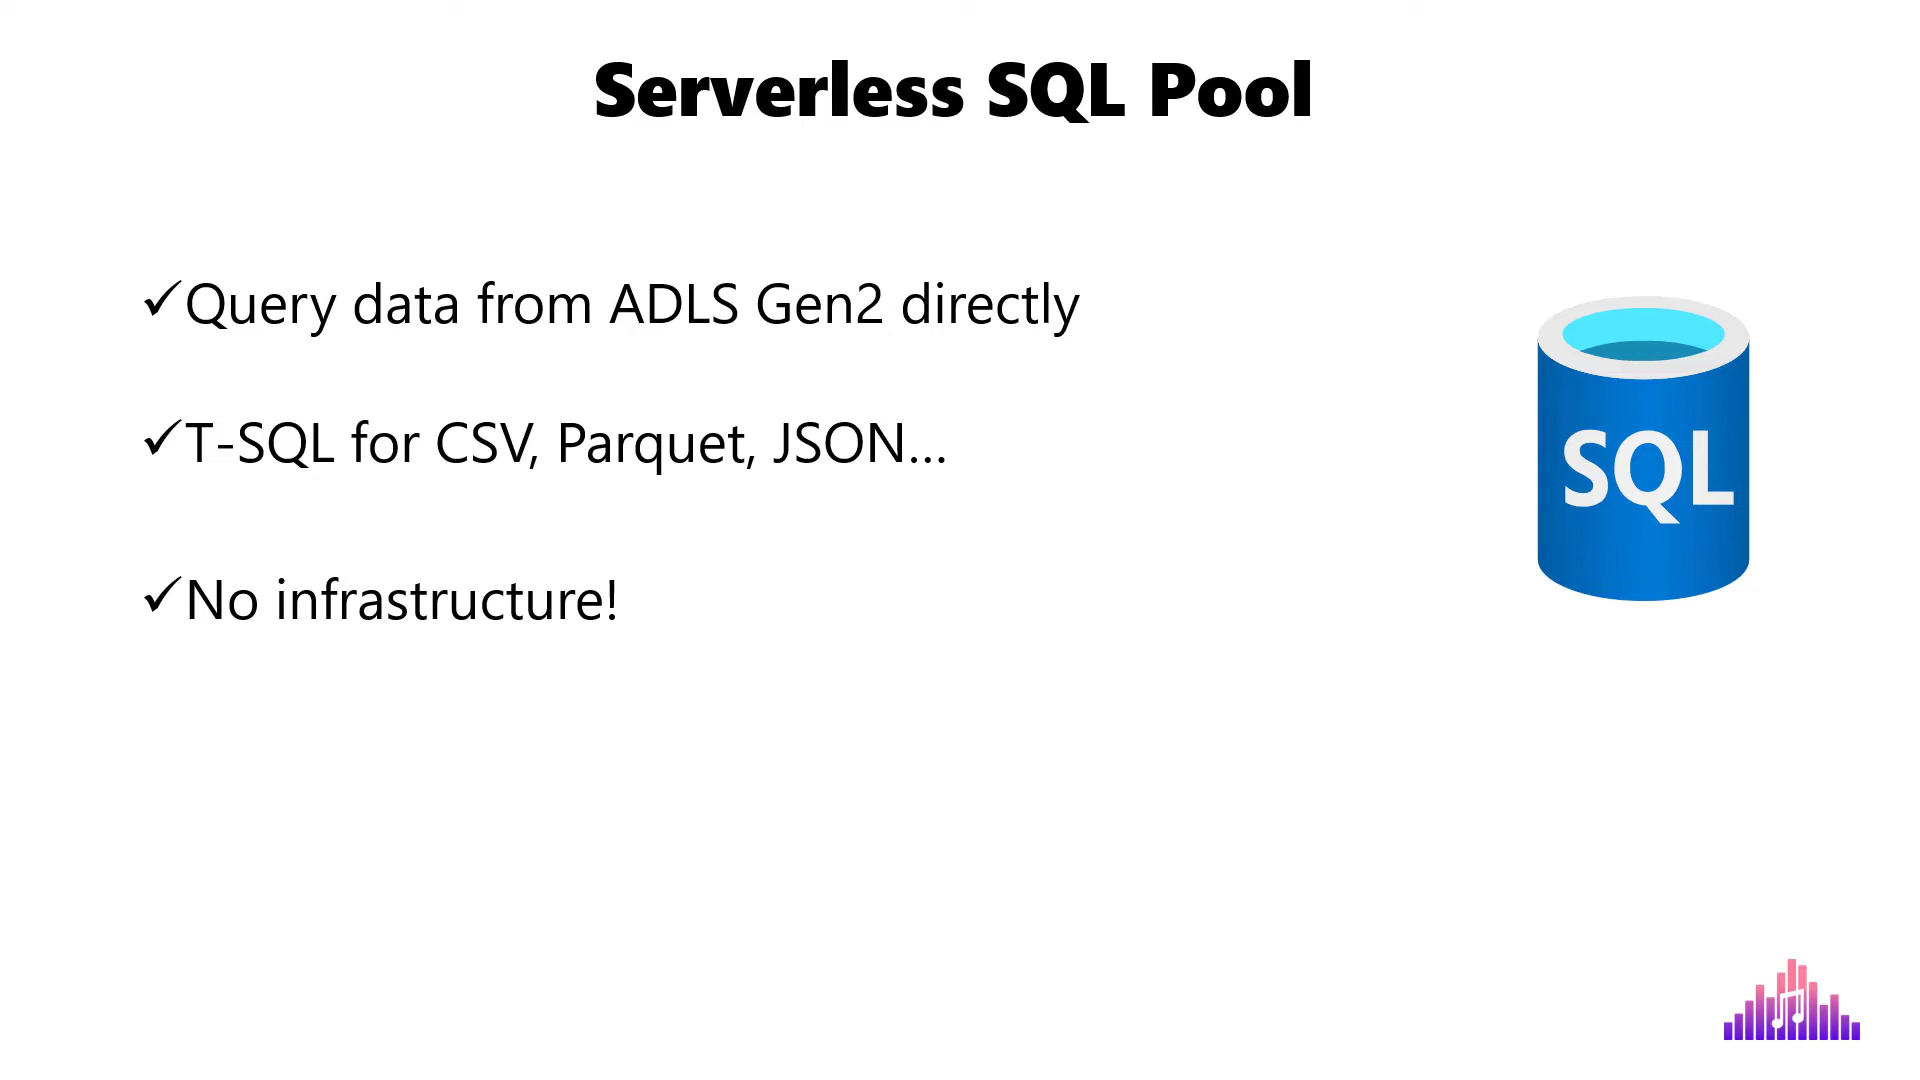 Serverless SQL Pool
✓Query data from ADLS Gen2 directly
✓T-SQL for CSV, Parquet, JSON...
✓No infrastructure!
SQL